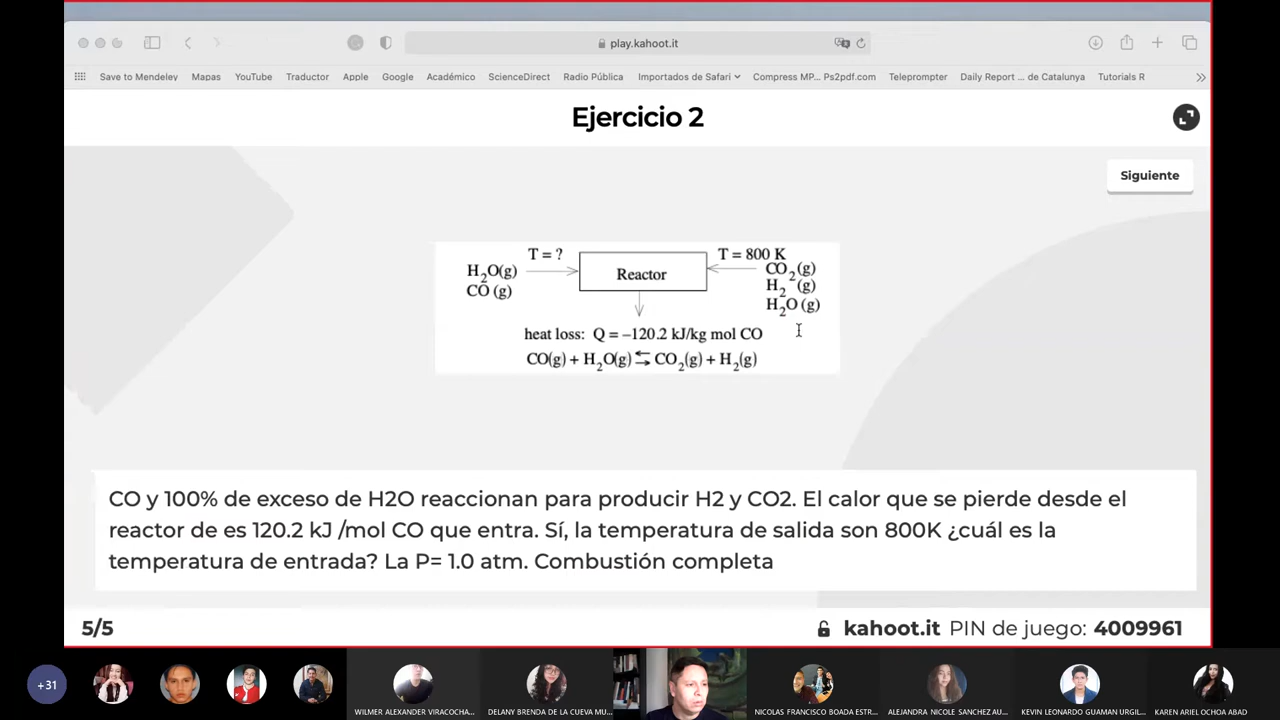 play.kahoot.it
Save to Mendeley Mapas YouTube Traductor Apple Google Académico ScienceDirect Radio Pública Importados de Safari Compress MP... Ps2pdf.com Teleprompter Daily Report ... de Catalunya Tutorials R
Ejercicio 2
Siguiente
T = ? T = 800 K
H2O(g) Reactor CO2(g)
CO (g) H2 (g)
H2O (g)
heat loss: Q = –120.2 kJ/kg mol CO
CO(g) + H2O(g) ⇆ CO2(g) + H2(g)
CO y 100% de exceso de H2O reaccionan para producir H2 y CO2. El calor que se pierde desde el
reactor de es 120.2 kJ /mol CO que entra. Sí, la temperatura de salida son 800K ¿cuál es la
temperatura de entrada? La P= 1.0 atm. Combustión completa
5/5 kahoot.it PIN de juego: 4009961
+31
WILMER ALEXANDER VIRACOCHA... DELANY BRENDA DE LA CUEVA MU... NICOLAS FRANCISCO BOADA ESTR... ALEJANDRA NICOLE SANCHEZ AU... KEVIN LEONARDO GUAMAN URGIL... KAREN ARIEL OCHOA ABAD